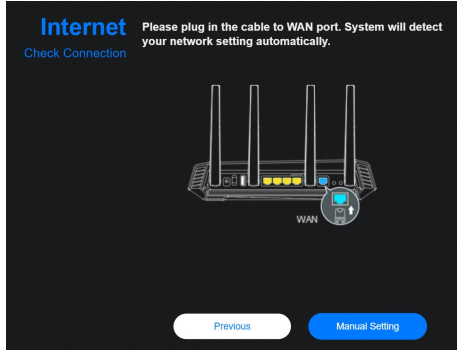 Internet
Check Connection
Please plug in the cable to WAN port. System will detect
your network setting automatically.
WAN
Previous
Manual Setting